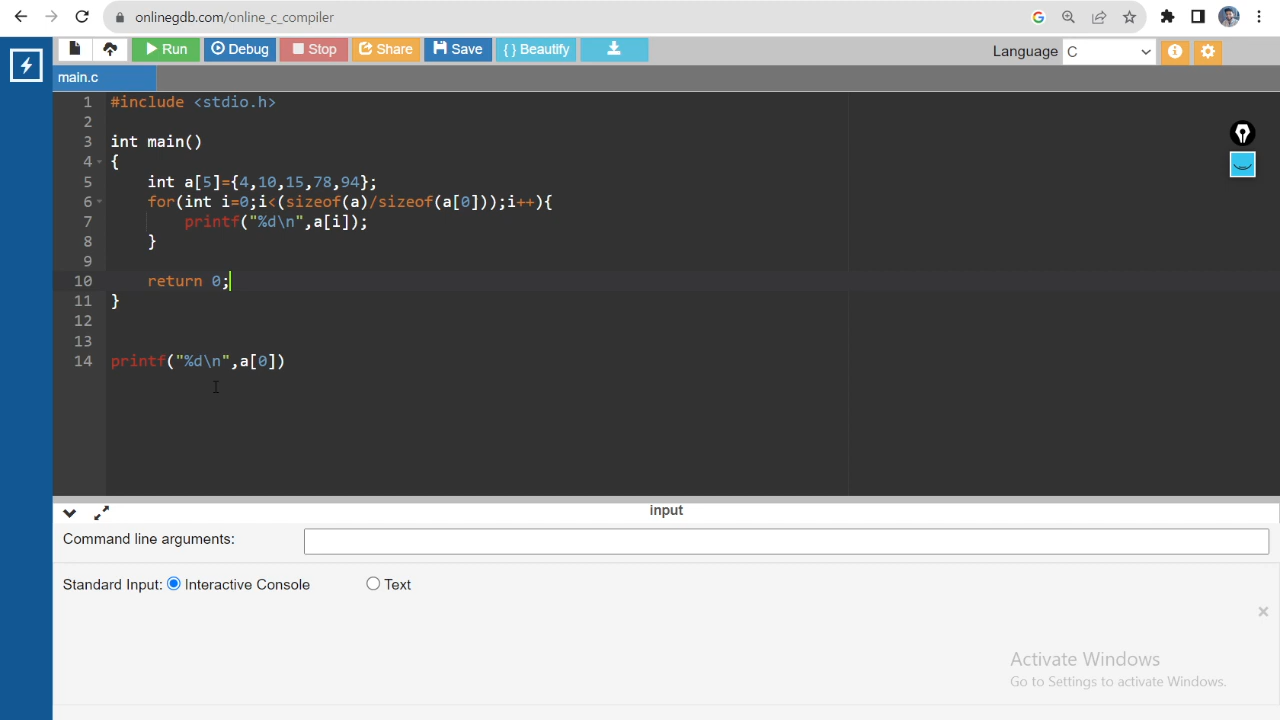 onlinegdb.com/online_c_compiler
Run Debug Stop Share Save { } Beautify Language C
main.c
1 #include <stdio.h>
2
3 int main()
4 {
5 int a[5]={4,10,15,78,94};
6 for(int i=0;i<(sizeof(a)/sizeof(a[0]));i++){
7 printf("%d\n",a[i]);
8 }
9
10 return 0;
11 }
12
13
14 printf("%d\n",a[0])
input
Command line arguments:
Standard Input: Interactive Console Text
Activate Windows
Go to Settings to activate Windows.